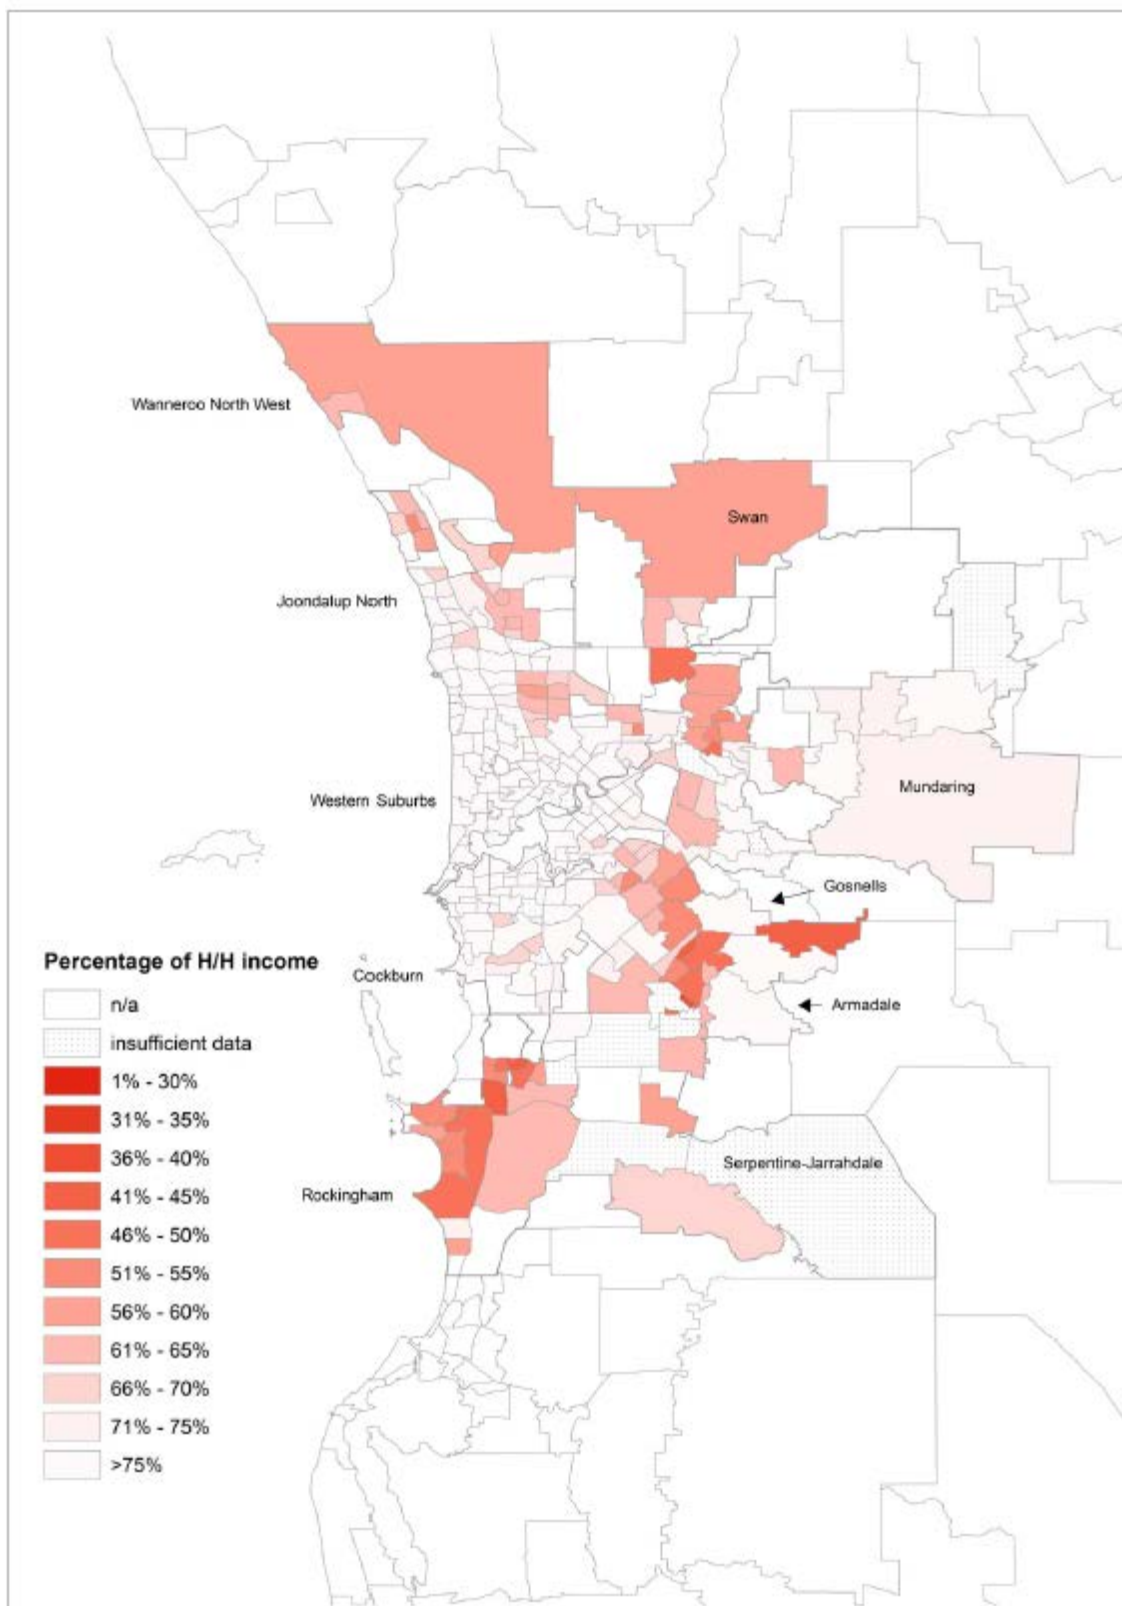 Wanneroo North West
Swan
Joondalup North
Western Suburbs
Mundaring
Gosnells
Percentage of H/H income
Cockburn
n/a
Armadale
insufficient data
1% - 30%
31% - 35%
36% - 40%
Serpentine-Jarrahdale
41% - 45%
Rockingham
46% - 50%
51% - 55%
56% - 60%
61% - 65%
66% - 70%
71% - 75%
>75%